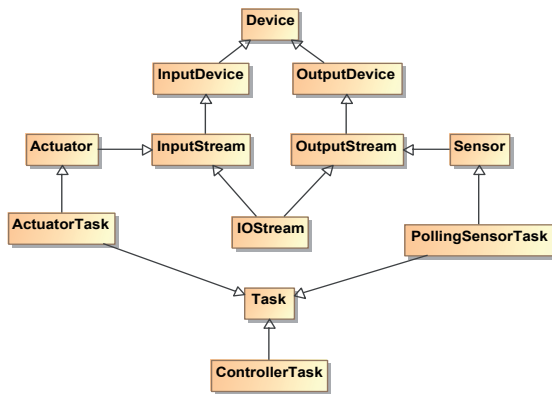 Device
InputDevice
OutputDevice
Actuator
InputStream
OutputStream
Sensor
ActuatorTask
IOStream
PollingSensorTask
Task
ControllerTask